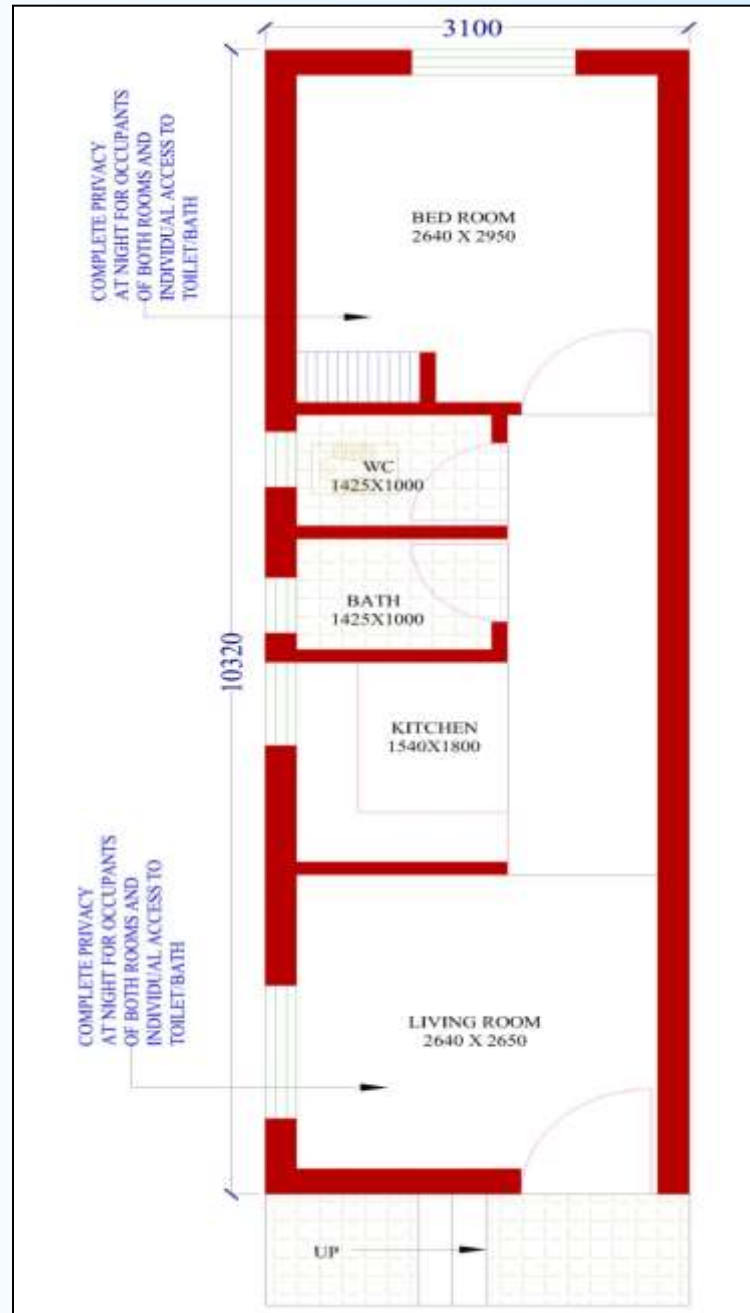 3100
COMPLETE PRIVACY
AT NIGHT FOR OCCUPANTS
OF BOTH ROOMS AND
INDIVIDUAL ACCESS TO
TOILET/BATH
BED ROOM
2640 X 2950
WC
1425X1000
BATH
1425X1000
10320
KITCHEN
1540X1800
COMPLETE PRIVACY
AT NIGHT FOR OCCUPANTS
OF BOTH ROOMS AND
INDIVIDUAL ACCESS TO
TOILET/BATH
LIVING ROOM
2640 X 2650
UP